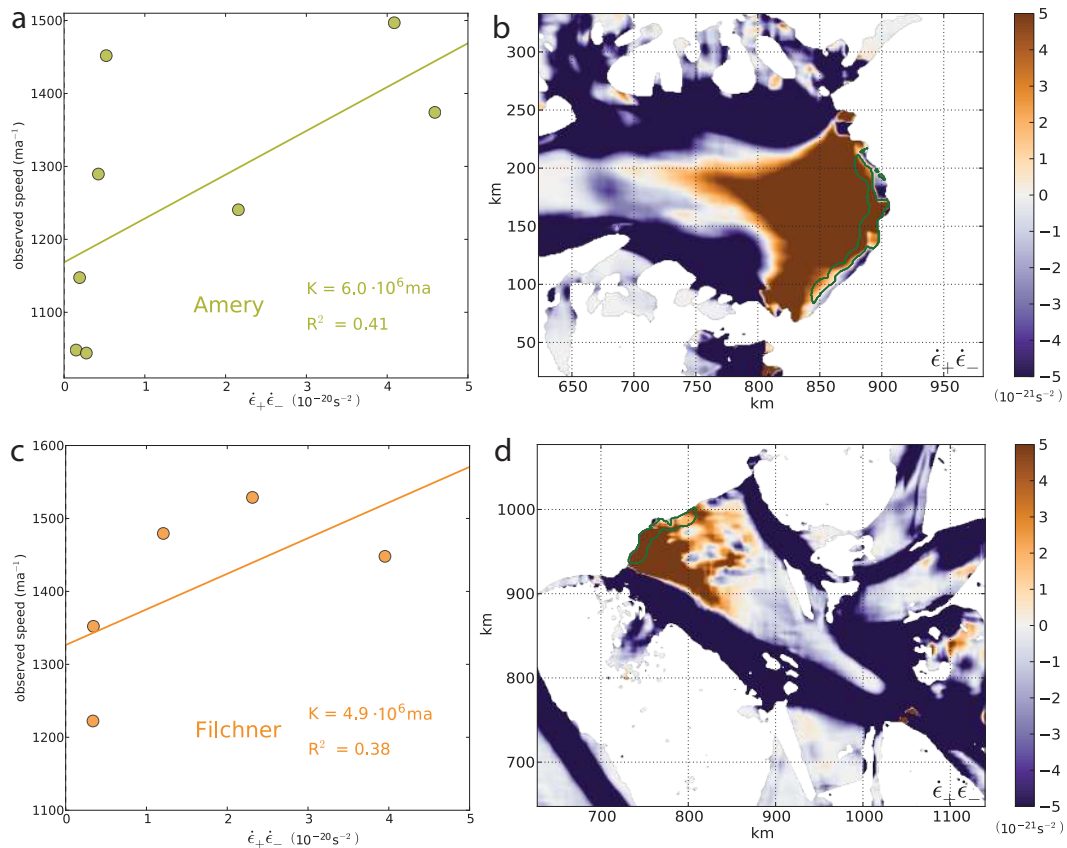 a
1500
1400
1300
1200
1100
observed speed (ma⁻¹)
Amery
K = 6.0 · 10⁶ma
R² = 0.41
0 1 2 3 4 5
ϵ̇₊ϵ̇₋ (10⁻²⁰s⁻²)
b
300
250
200
150
100
50
km
650 700 750 800 850 900 950
km
ϵ̇₊ϵ̇₋
5
4
3
2
1
0
−1
−2
−3
−4
−5
(10⁻²¹s⁻²)
c
1600
1500
1400
1300
1200
1100
observed speed (ma⁻¹)
Filchner
K = 4.9 · 10⁶ma
R² = 0.38
0 1 2 3 4 5
ϵ̇₊ϵ̇₋ (10⁻²⁰s⁻²)
d
1000
900
800
700
km
700 800 900 1000 1100
km
ϵ̇₊ϵ̇₋
5
4
3
2
1
0
−1
−2
−3
−4
−5
(10⁻²¹s⁻²)